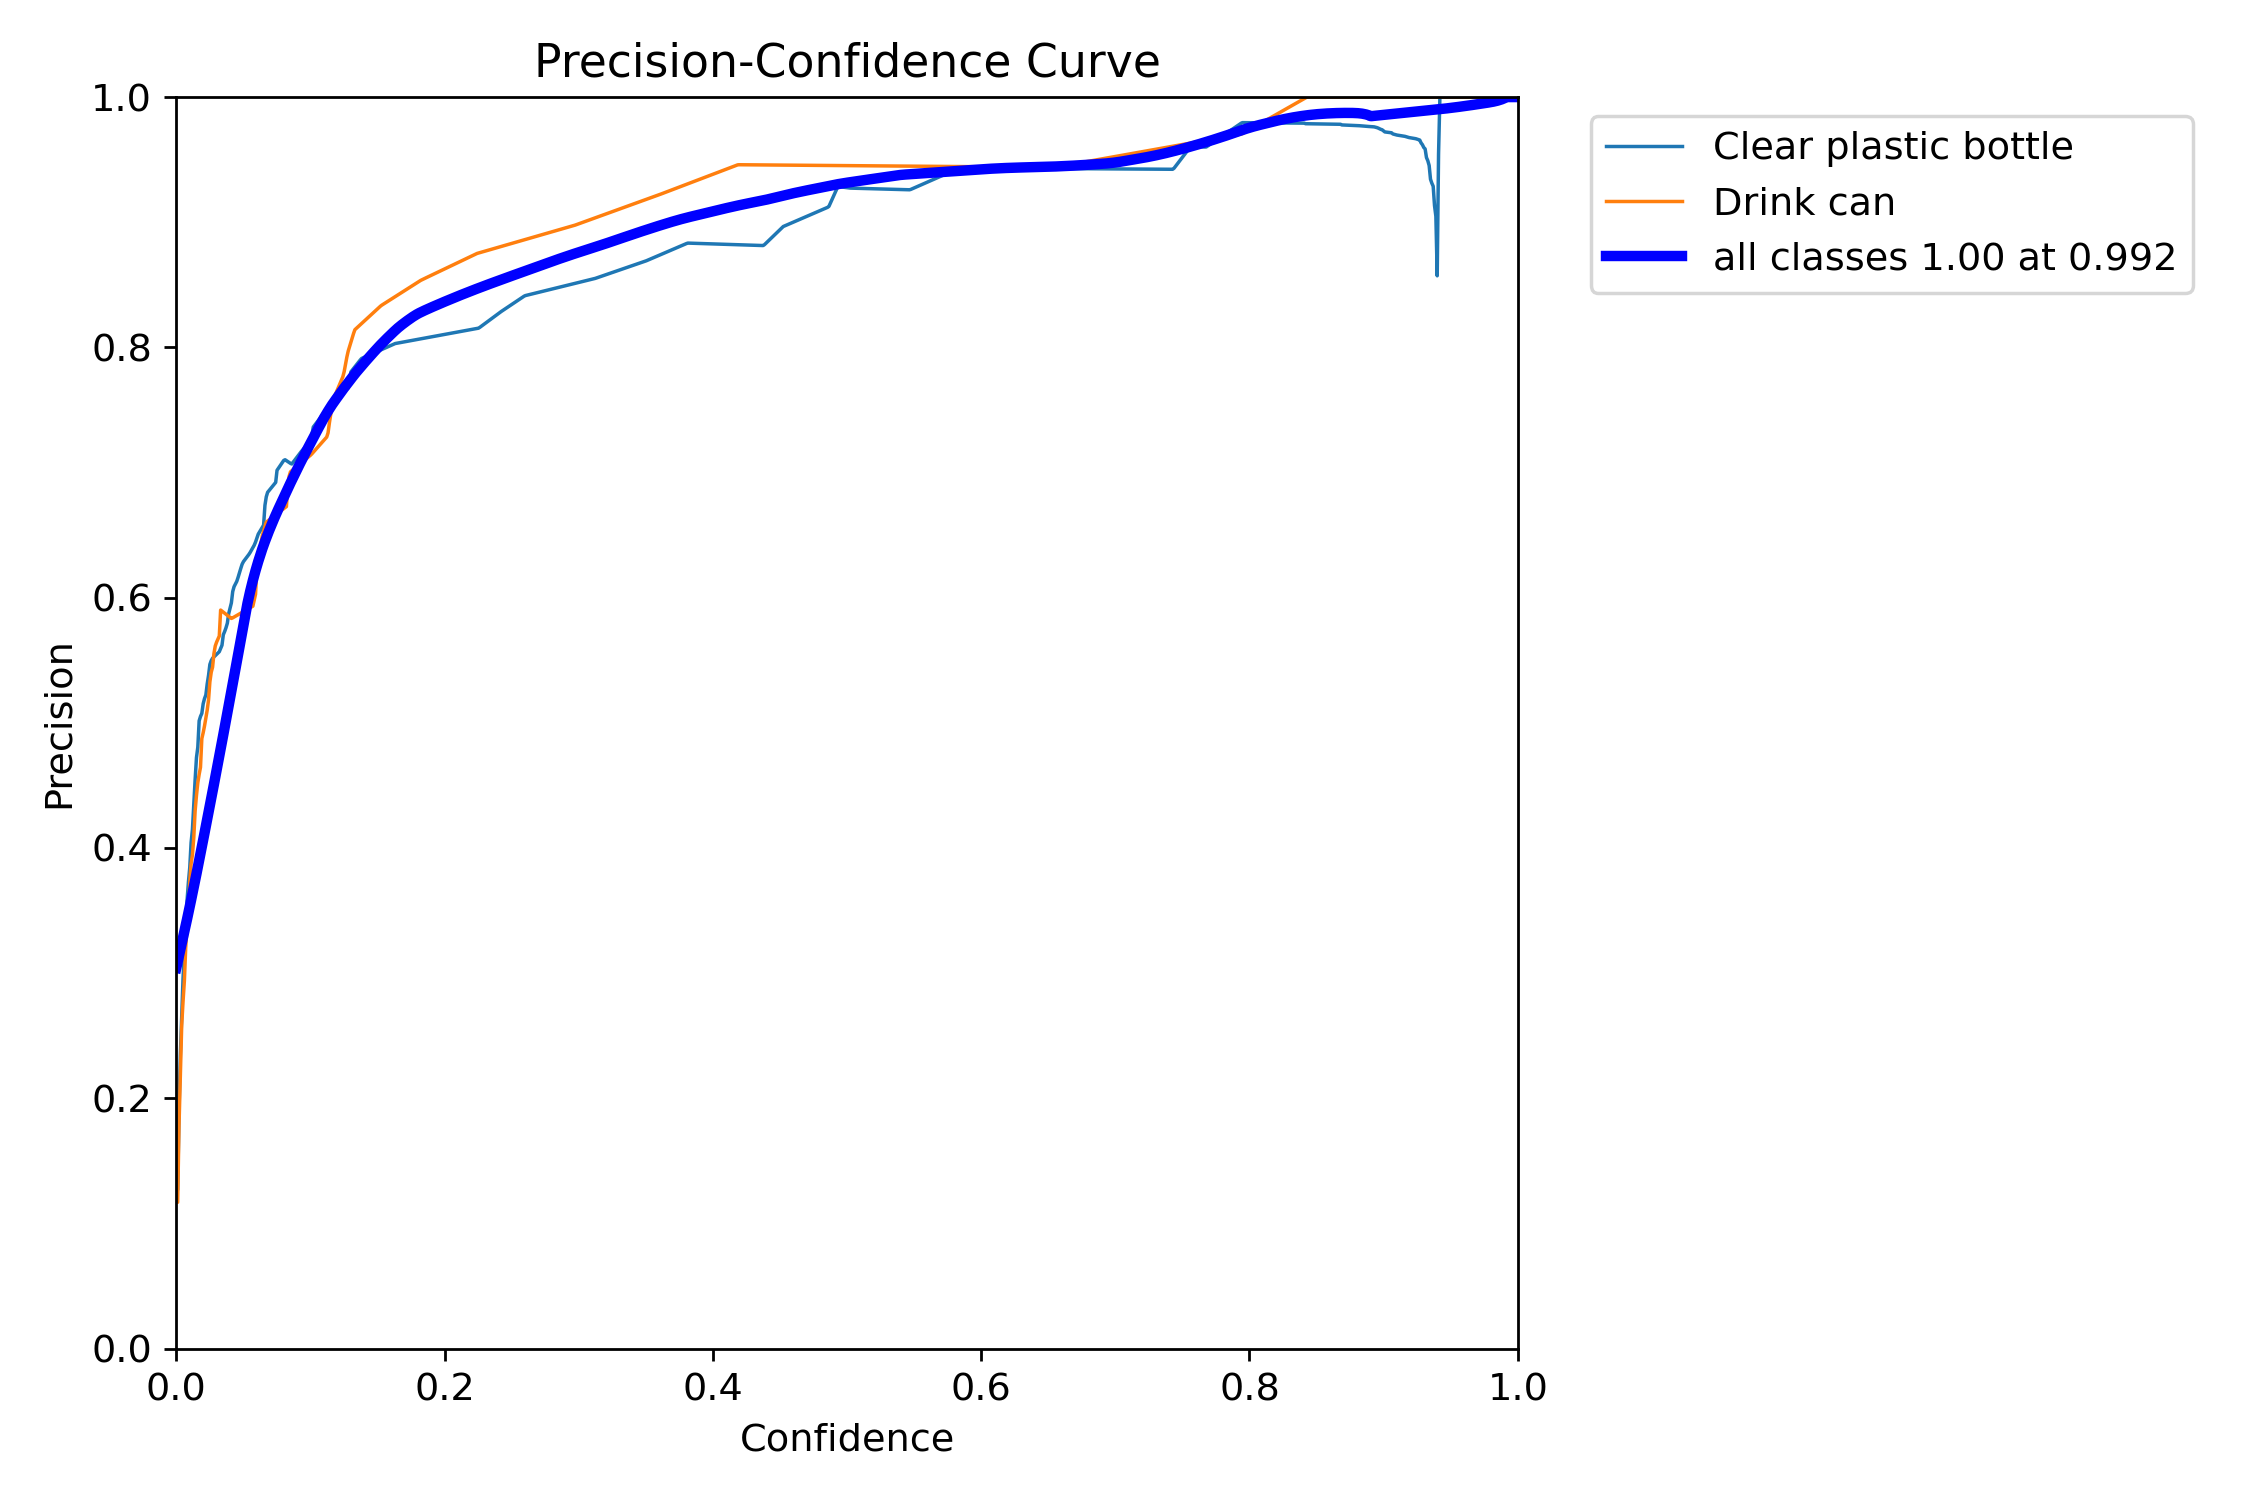 Precision-Confidence Curve
1.0
0.8
0.6
0.4
0.2
0.0
Precision
0.0 0.2 0.4 0.6 0.8 1.0
Confidence
Clear plastic bottle
Drink can
all classes 1.00 at 0.992